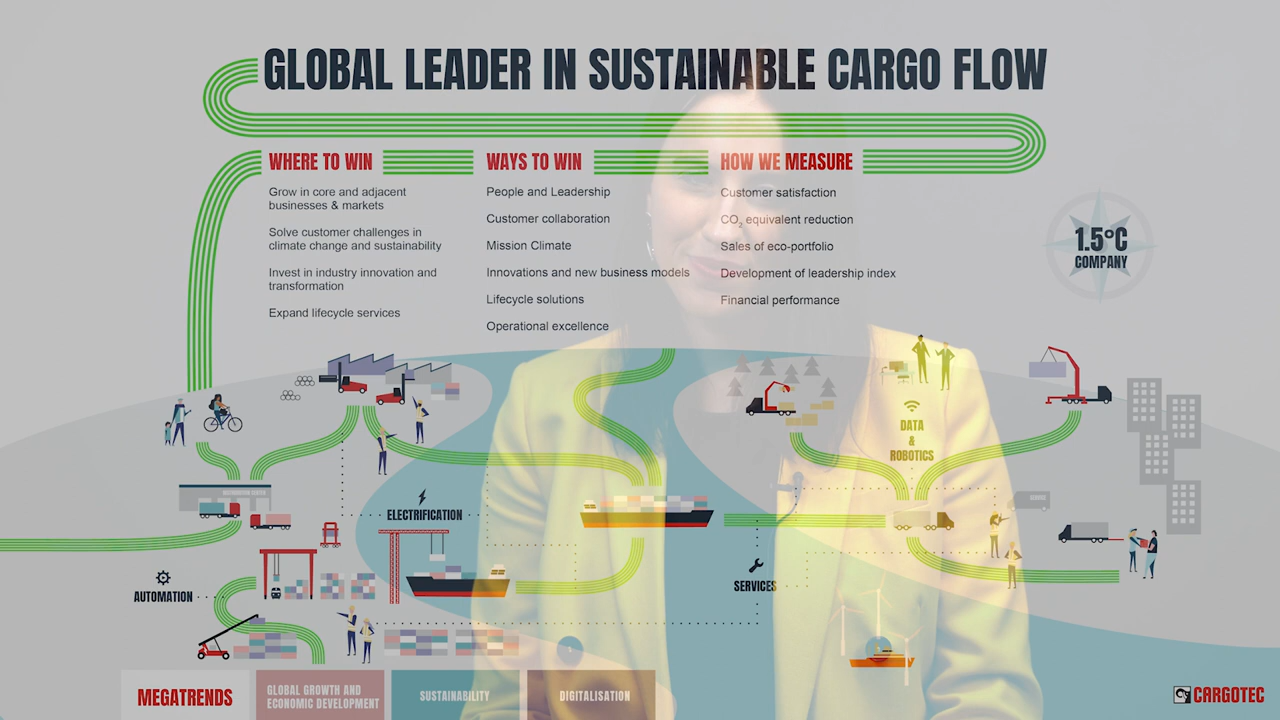 GLOBAL LEADER IN SUSTAINABLE CARGO FLOW
WHERE TO WIN
Grow in core and adjacent
businesses & markets
Solve customer challenges in
climate change and sustainability
Invest in industry innovation and
transformation
Expand lifecycle services
WAYS TO WIN
People and Leadership
Customer collaboration
Mission Climate
Innovations and new business models
Lifecycle solutions
Operational excellence
HOW WE MEASURE
Customer satisfaction
CO2 equivalent reduction
Sales of eco-portfolio
Development of leadership index
Financial performance
1.5°C
COMPANY
DATA
&
ROBOTICS
DISTRIBUTION CENTER
ELECTRIFICATION
SERVICES
AUTOMATION
MEGATRENDS
GLOBAL GROWTH AND
ECONOMIC DEVELOPMENT
SUSTAINABILITY
DIGITALISATION
CARGOTEC